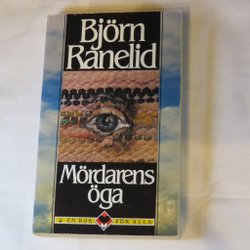 Björn
Ranelid
Mördarens
öga
EN BOK FÖR ALLA